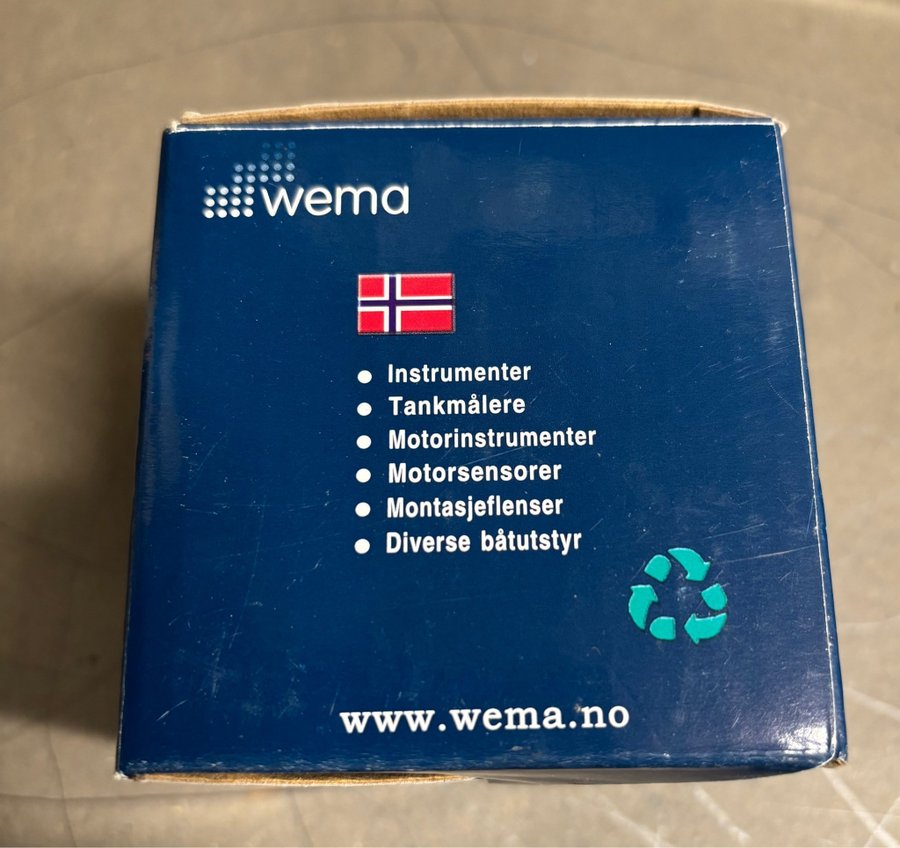 wema
Instrumenter
Tankmålere
Motorinstrumenter
Motorsensorer
Montasjeflenser
Diverse båtutstyr
www.wema.no